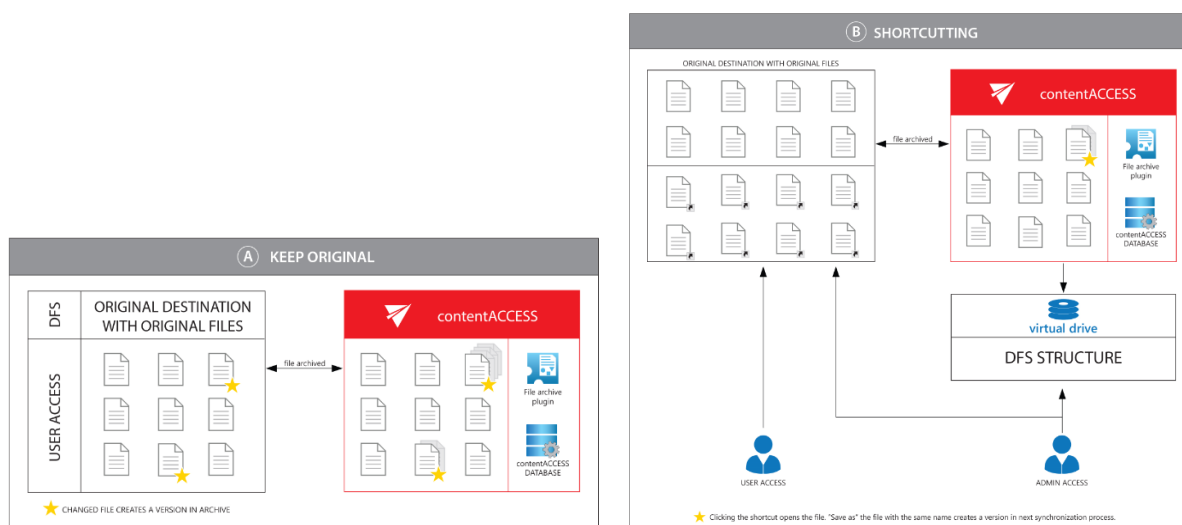 A KEEP ORIGINAL
DFS
ORIGINAL DESTINATION
WITH ORIGINAL FILES
USER ACCESS
file archived
contentACCESS
File archive
plugin
contentACCESS
DATABASE
CHANGED FILE CREATES A VERSION IN ARCHIVE
B SHORTCUTTING
ORIGINAL DESTINATION WITH ORIGINAL FILES
file archived
contentACCESS
File archive
plugin
contentACCESS
DATABASE
virtual drive
DFS STRUCTURE
USER ACCESS
ADMIN ACCESS
Clicking the shortcut opens the file. "Save as" the file with the same name creates a version in next synchronization process.